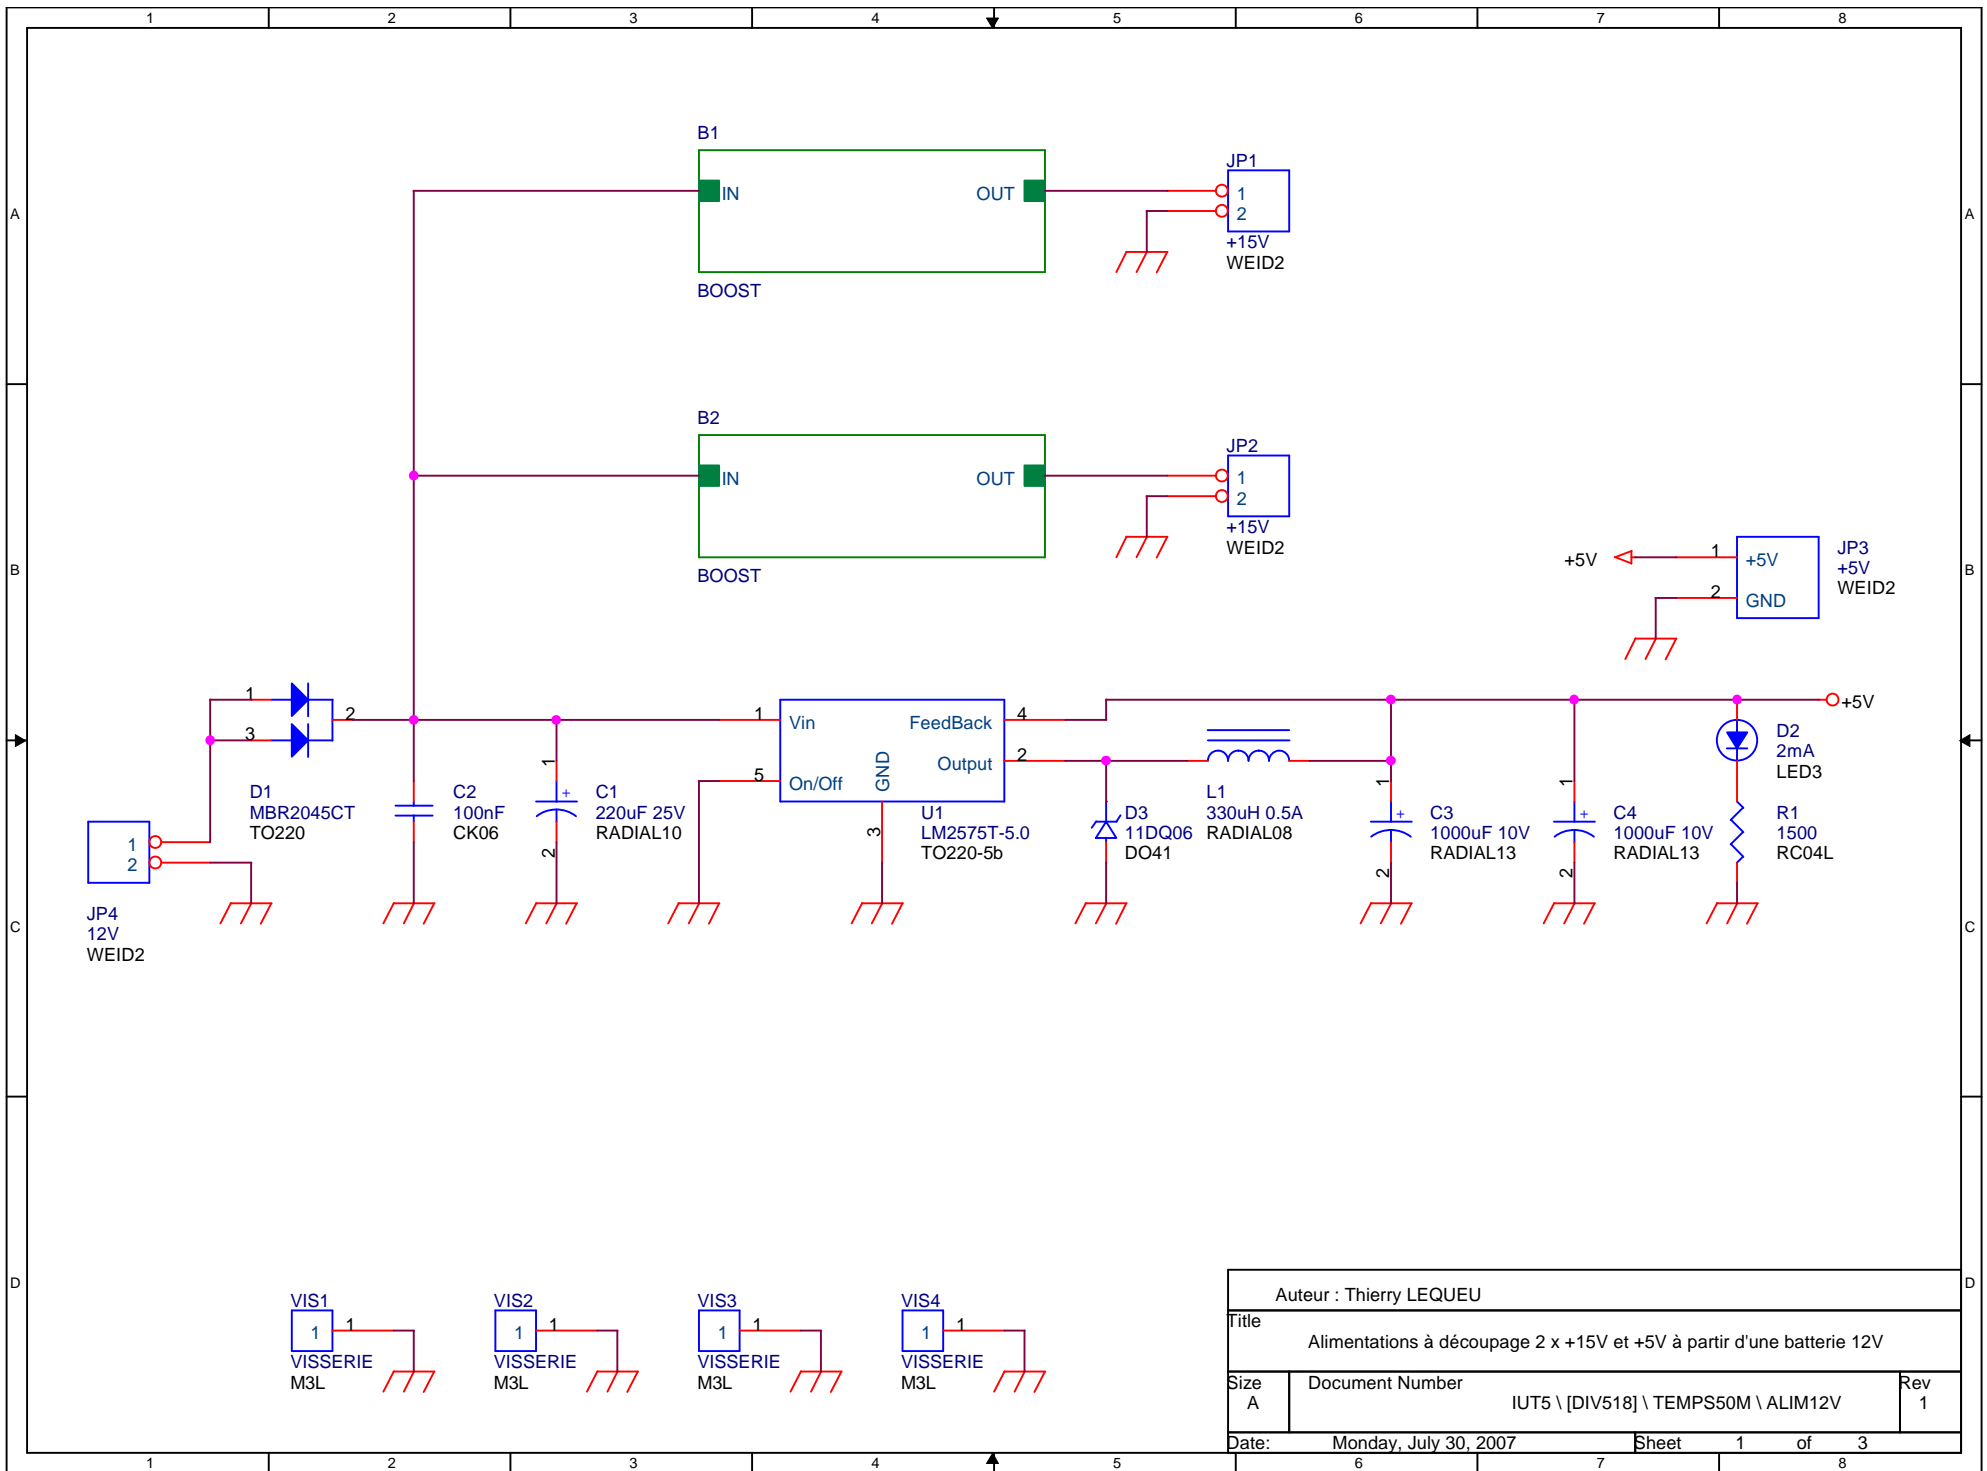 1 2 3 4 5 6 7 8
A A
B B
C C
D D
B1
IN OUT
BOOST
JP1
1
2
+15V
WEID2
B2
IN OUT
BOOST
JP2
1
2
+15V
WEID2
+5V
1 +5V
2 GND
JP3
+5V
WEID2
1
3
2
D1
MBR2045CT
TO220
1
2
JP4
12V
WEID2
C2
100nF
CK06
1
+
2
C1
220uF 25V
RADIAL10
1 Vin FeedBack 4
Output 2
5 On/Off GND
3
U1
LM2575T-5.0
TO220-5b
D3
11DQ06
DO41
L1
330uH 0.5A
RADIAL08
1
+
2
C3
1000uF 10V
RADIAL13
1
+
2
C4
1000uF 10V
RADIAL13
+5V
D2
2mA
LED3
R1
1500
RC04L
VIS1
1 1
VISSERIE
M3L
VIS2
1 1
VISSERIE
M3L
VIS3
1 1
VISSERIE
M3L
VIS4
1 1
VISSERIE
M3L
Auteur : Thierry LEQUEU
Title
Alimentations à découpage 2 x +15V et +5V à partir d'une batterie 12V
Size Document Number Rev
A IUT5 \ [DIV518] \ TEMPS50M \ ALIM12V 1
Date: Monday, July 30, 2007 Sheet 1 of 3
1 2 3 4 5 6 7 8